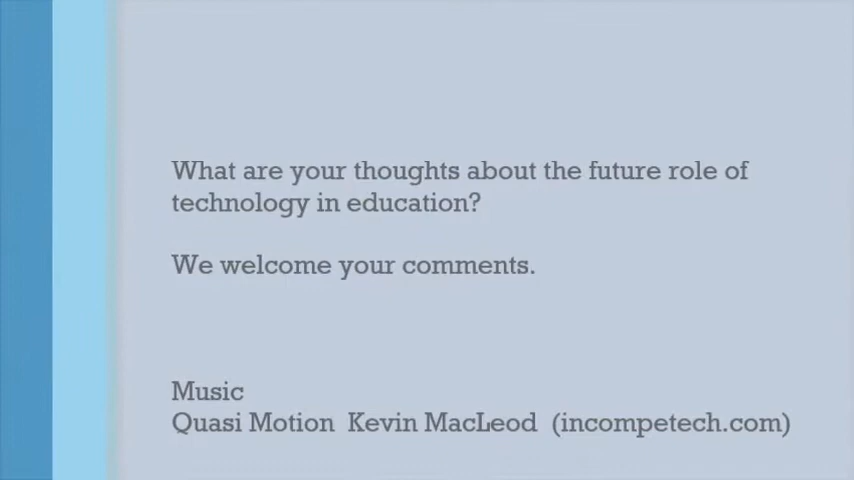 What are your thoughts about the future role of
technology in education?
We welcome your comments.
Music
Quasi Motion  Kevin MacLeod  (incompetech.com)